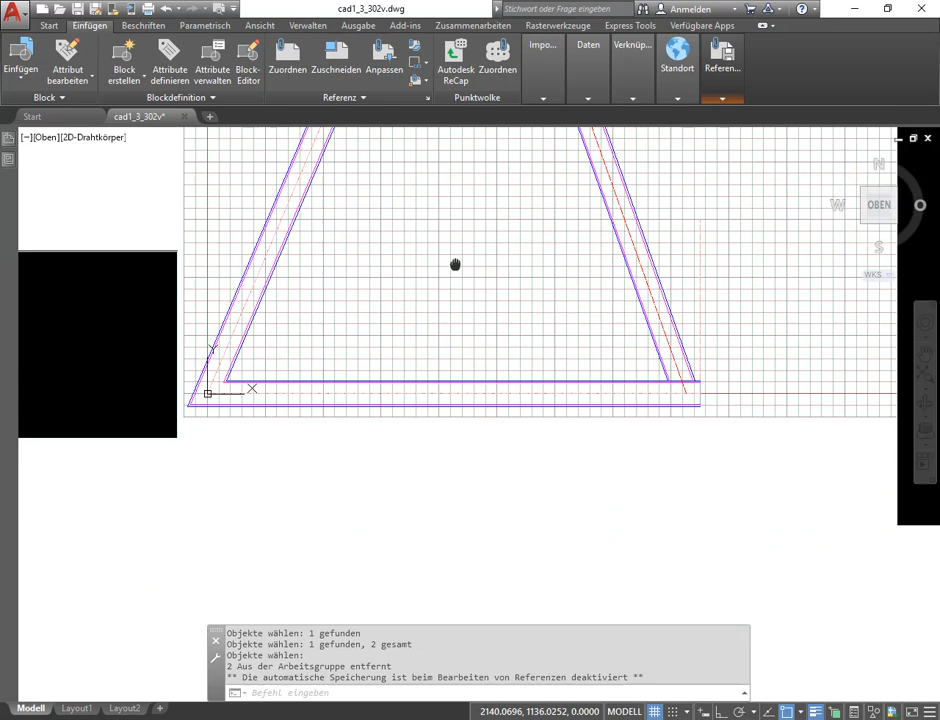 cad1_3_302v.dwg
Stichwort oder Frage eingeben
Anmelden
Start Einfügen Beschriften Parametrisch Ansicht Verwalten Ausgabe Add-ins Zusammenarbeiten Rasterwerkzeuge Express Tools Verfügbare Apps
Einfügen
Attribut bearbeiten
Block erstellen
Attribute definieren
Attribute verwalten
Block-Editor
Zuordnen
Zuschneiden
Anpassen
Autodesk ReCap
Zuordnen
Impo...
Daten
Verknüp...
Standort
Referen...
Block
Blockdefinition
Referenz
Punktwolke
Start
cad1_3_302v*
[−][Oben][2D-Drahtkörper]
N
W
OBEN
S
WKS
Y
X
Objekte wählen: 1 gefunden
Objekte wählen: 1 gefunden, 2 gesamt
Objekte wählen:
2 Aus der Arbeitsgruppe entfernt
** Die automatische Speicherung ist beim Bearbeiten von Referenzen deaktiviert **
Befehl eingeben
Modell Layout1 Layout2 +
2140.0696, 1136.0252, 0.0000 MODELL 1:1